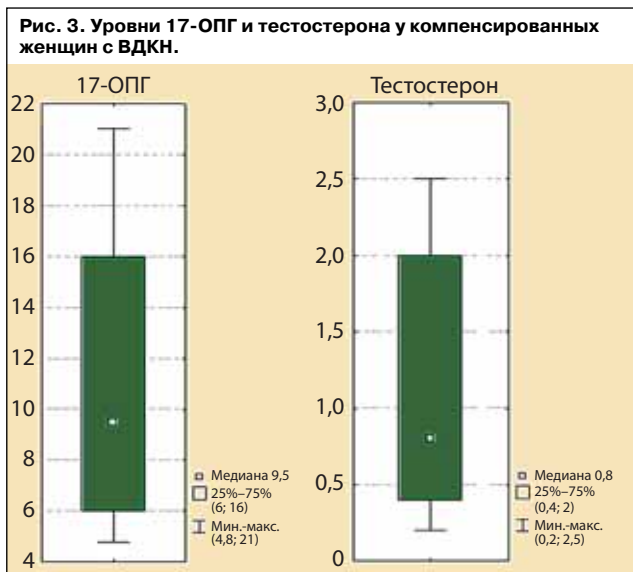 Рис. 3. Уровни 17-ОПГ и тестостерона у компенсированных
женщин с ВДКН.
17-ОПГ
22
20
18
16
14
12
10
8
6
4
Медиана 9,5
25%–75%
(6; 16)
Мин.-макс.
(4,8; 21)
Тестостерон
3,0
2,5
2,0
1,5
1,0
0,5
0
Медиана 0,8
25%–75%
(0,4; 2)
Мин.-макс.
(0,2; 2,5)